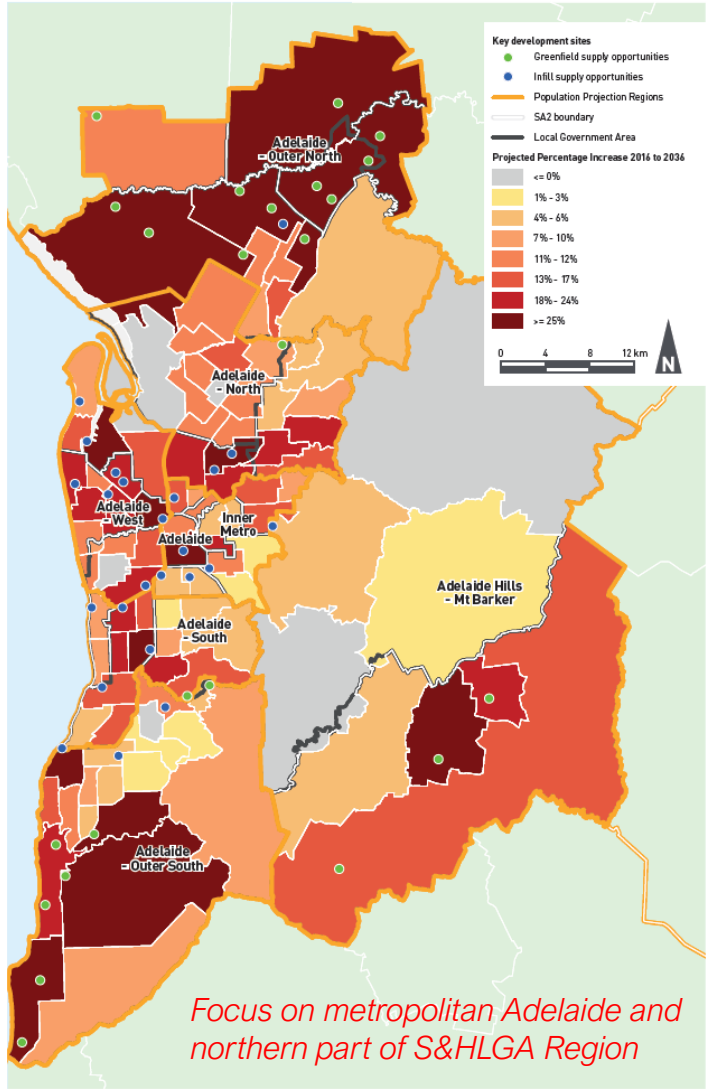 Key development sites
Greenfield supply opportunities
Infill supply opportunities
Population Projection Regions
SA2 boundary
Local Government Area
Projected Percentage Increase 2016 to 2036
<= 0%
1% - 3%
4% - 6%
7% - 10%
11% - 12%
13% - 17%
18% - 24%
>= 25%
0 4 8 12 km
N
Adelaide
- Outer North
Adelaide
- North
Adelaide
- West
Inner
Metro
Adelaide
Adelaide Hills
- Mt Barker
Adelaide
- South
Adelaide
- Outer South
Focus on metropolitan Adelaide and
northern part of S&HLGA Region